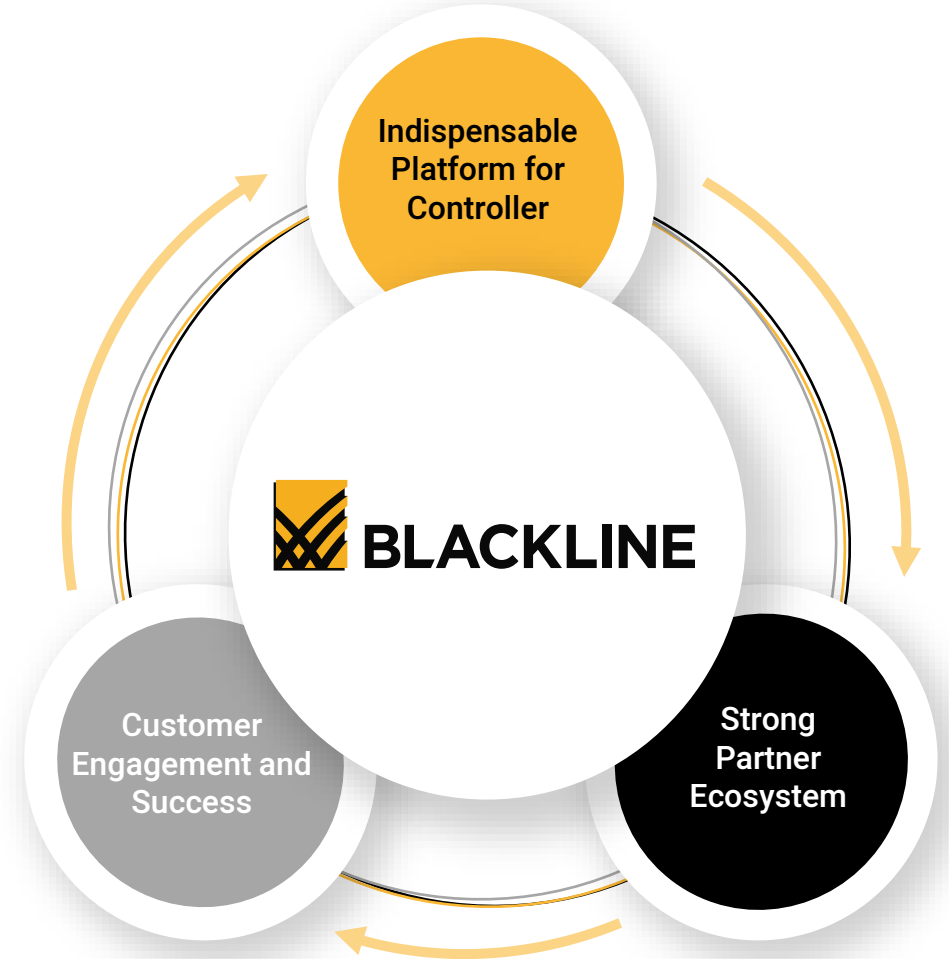 Indispensable
Platform for
Controller
BLACKLINE
Customer
Engagement and
Success
Strong
Partner
Ecosystem